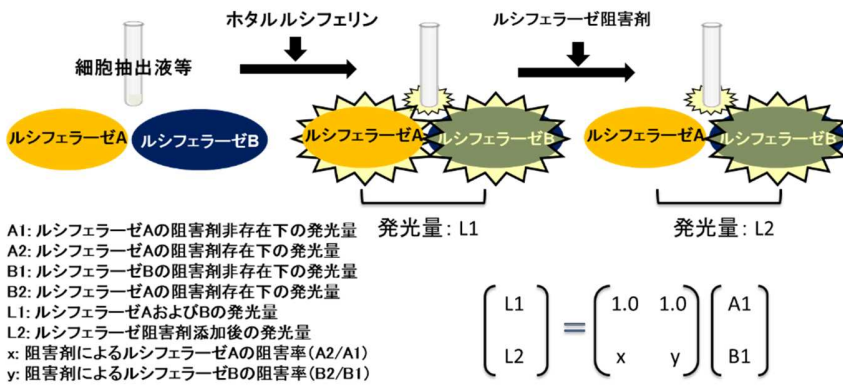 ホタルルシフェリン
ルシフェラーゼ阻害剤
細胞抽出液等
ルシフェラーゼA
ルシフェラーゼB
ルシフェラーゼA
ルシフェラーゼB
ルシフェラーゼA
ルシフェラーゼB
発光量: L1
発光量: L2
A1: ルシフェラーゼAの阻害剤非存在下の発光量
A2: ルシフェラーゼAの阻害剤存在下の発光量
B1: ルシフェラーゼBの阻害剤非存在下の発光量
B2: ルシフェラーゼAの阻害剤存在下の発光量
L1: ルシフェラーゼAおよびBの発光量
L2: ルシフェラーゼ阻害剤添加後の発光量
x: 阻害剤によるルシフェラーゼAの阻害率(A2/A1)
y: 阻害剤によるルシフェラーゼBの阻害率(B2/B1)
L1 = 1.0 1.0 A1
L2 x y B1